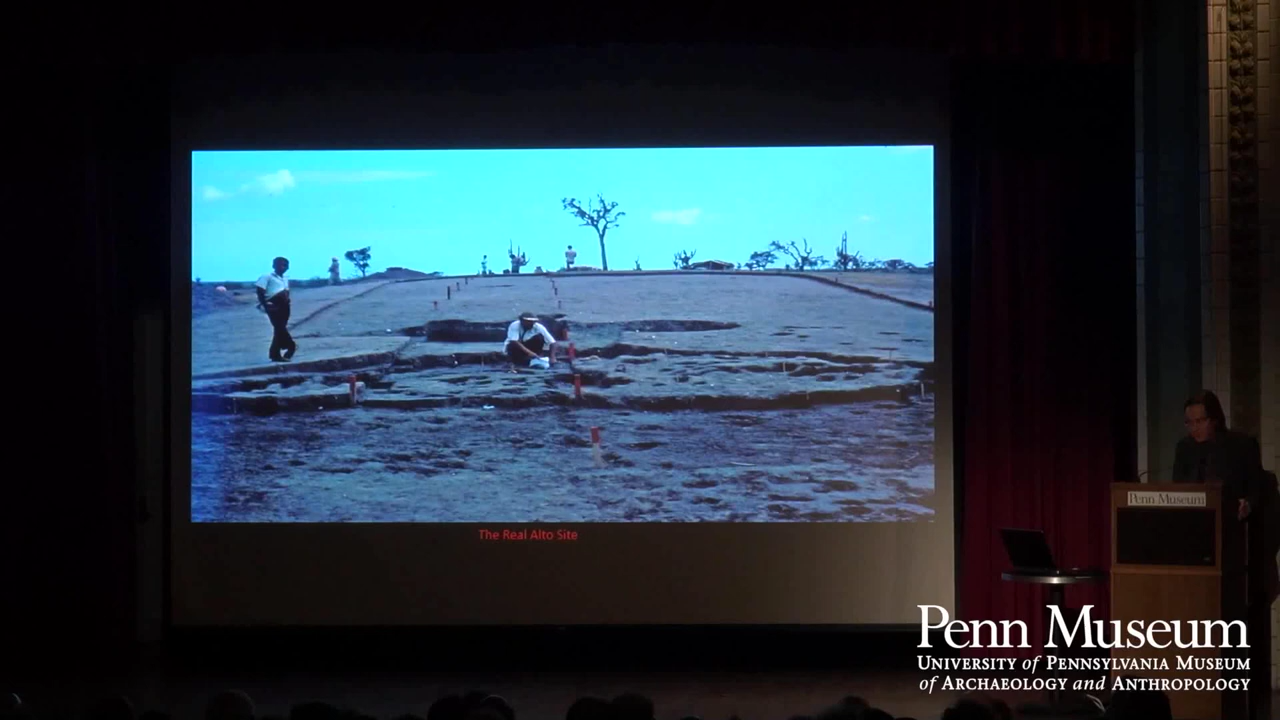 The Real Alto Site
Penn Museum
Penn Museum
University of Pennsylvania Museum
of Archaeology and Anthropology